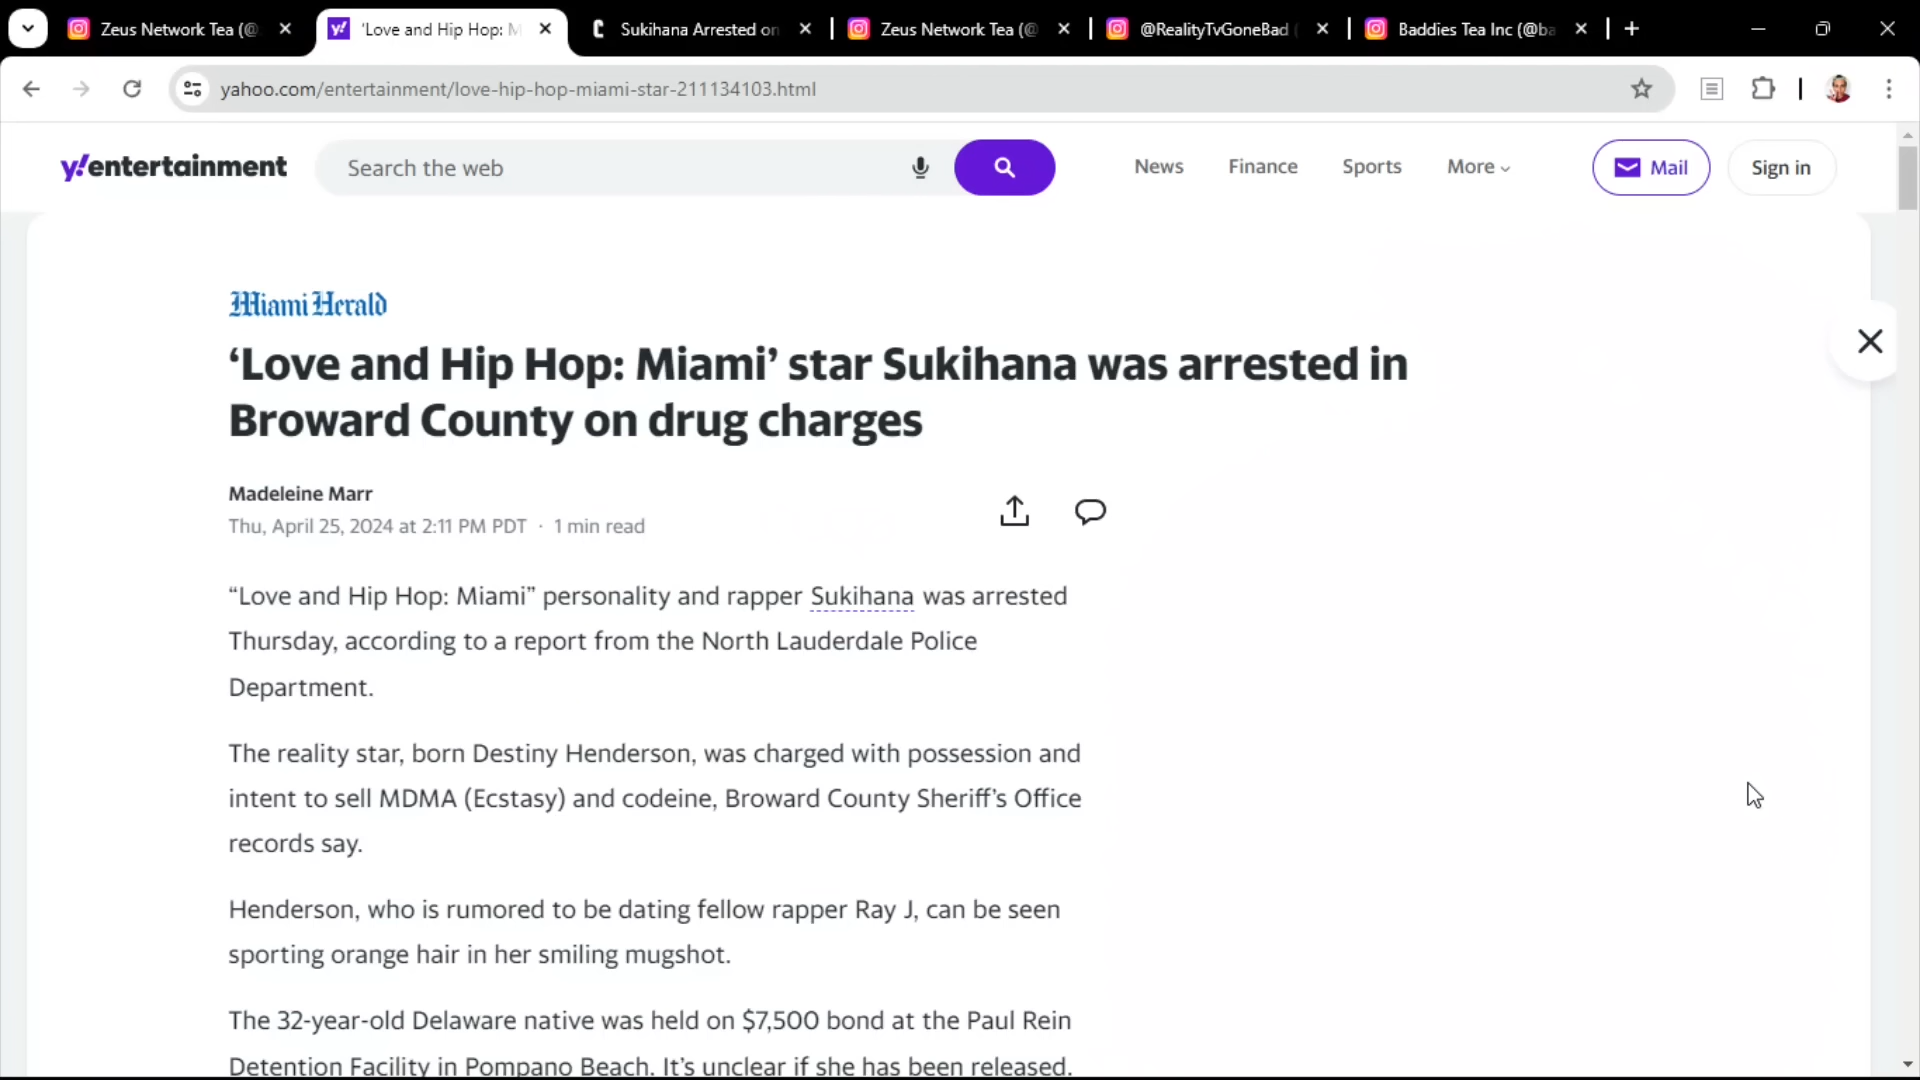 Zeus Network Tea (@
'Love and Hip Hop: M
Sukihana Arrested on
Zeus Network Tea (@
@RealityTvGoneBad (
Baddies Tea Inc (@ba
yahoo.com/entertainment/love-hip-hop-miami-star-211134103.html
y!entertainment
Search the web
News
Finance
Sports
More
Mail
Sign in
Miami Herald
‘Love and Hip Hop: Miami’ star Sukihana was arrested in
Broward County on drug charges
Madeleine Marr
Thu, April 25, 2024 at 2:11 PM PDT · 1 min read
“Love and Hip Hop: Miami” personality and rapper Sukihana was arrested
Thursday, according to a report from the North Lauderdale Police
Department.
The reality star, born Destiny Henderson, was charged with possession and
intent to sell MDMA (Ecstasy) and codeine, Broward County Sheriff’s Office
records say.
Henderson, who is rumored to be dating fellow rapper Ray J, can be seen
sporting orange hair in her smiling mugshot.
The 32-year-old Delaware native was held on $7,500 bond at the Paul Rein
Detention Facility in Pompano Beach. It’s unclear if she has been released.